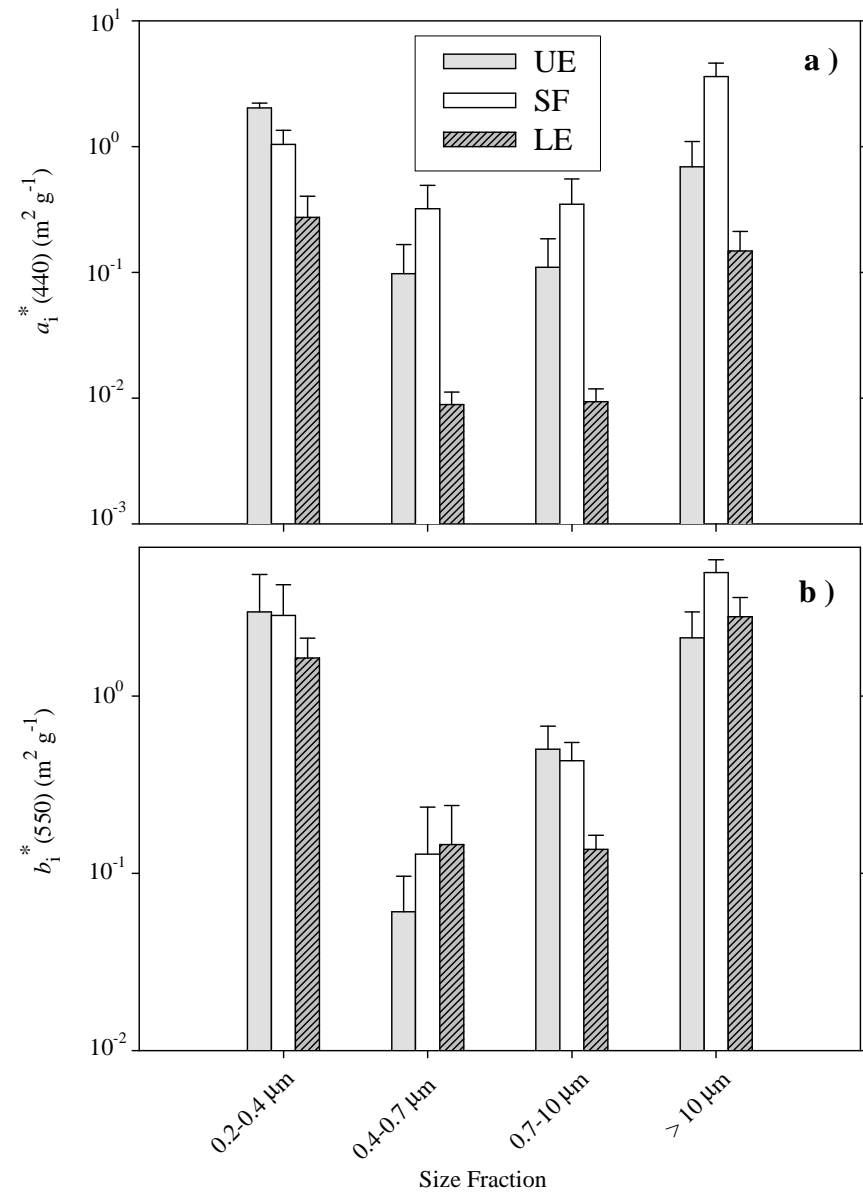 10^1
10^0
10^-1
10^-2
10^-3
a_i^* (440) (m^2 g^-1)
UE
SF
LE
a )
10^0
10^-1
10^-2
b_i^* (550) (m^2 g^-1)
b )
0.2-0.4 μm
0.4-0.7 μm
0.7-10 μm
> 10 μm
Size Fraction